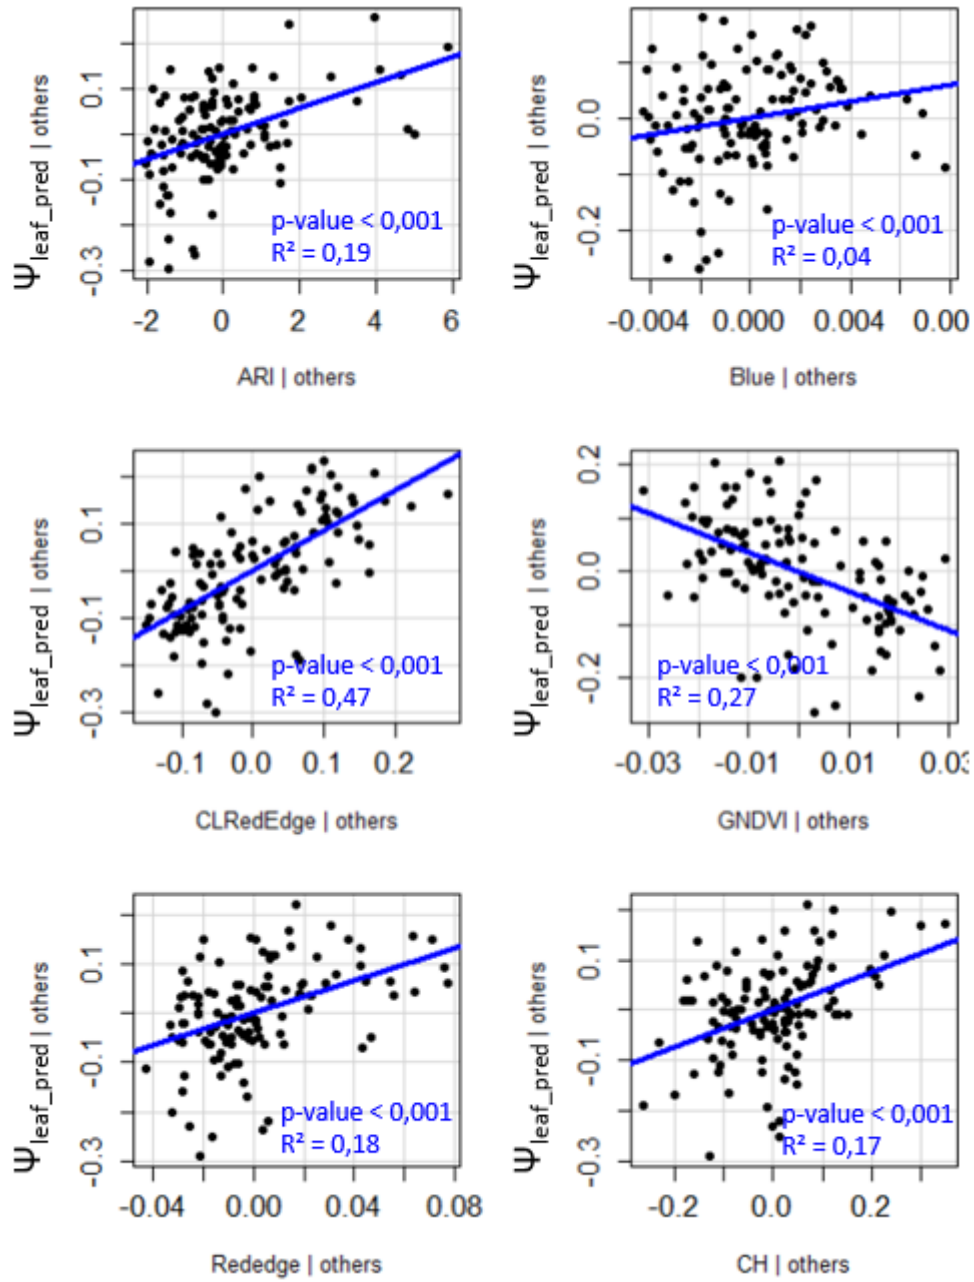 Ψleaf_pred | others
0.1
-0.1
-0.3
p-value < 0,001
R² = 0,19
-2 0 2 4 6
ARI | others
Ψleaf_pred | others
0.0
-0.2
p-value < 0,001
R² = 0,04
-0.004 0.000 0.004 0.00
Blue | others
Ψleaf_pred | others
0.1
-0.1
-0.3
p-value < 0,001
R² = 0,47
-0.1 0.0 0.1 0.2
CLRedEdge | others
Ψleaf_pred | others
0.2
0.0
-0.2
p-value < 0,001
R² = 0,27
-0.03 -0.01 0.01 0.03
GNDVI | others
Ψleaf_pred | others
0.1
-0.1
-0.3
p-value < 0,001
R² = 0,18
-0.04 0.00 0.04 0.08
Rededge | others
Ψleaf_pred | others
0.1
-0.1
-0.3
p-value < 0,001
R² = 0,17
-0.2 0.0 0.2
CH | others